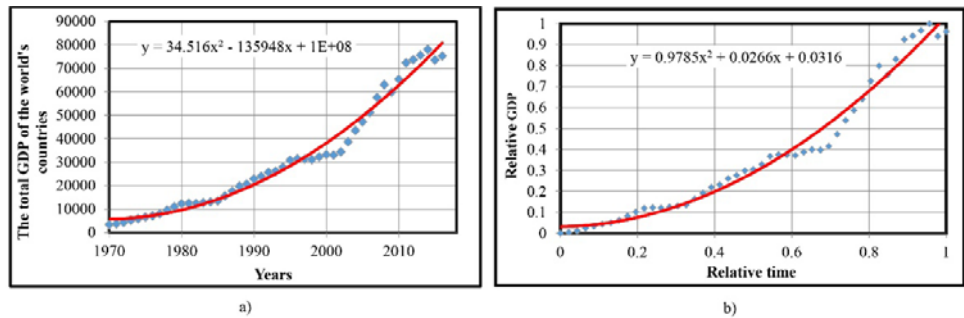 The total GDP of the world's
countries
90000
80000
70000
60000
50000
40000
30000
20000
10000
0
y = 34.516x² - 135948x + 1E+08
1970 1980 1990 2000 2010
Years
a)
Relative GDP
1
0.9
0.8
0.7
0.6
0.5
0.4
0.3
0.2
0.1
0
y = 0.9785x² + 0.0266x + 0.0316
0 0.2 0.4 0.6 0.8 1
Relative time
b)